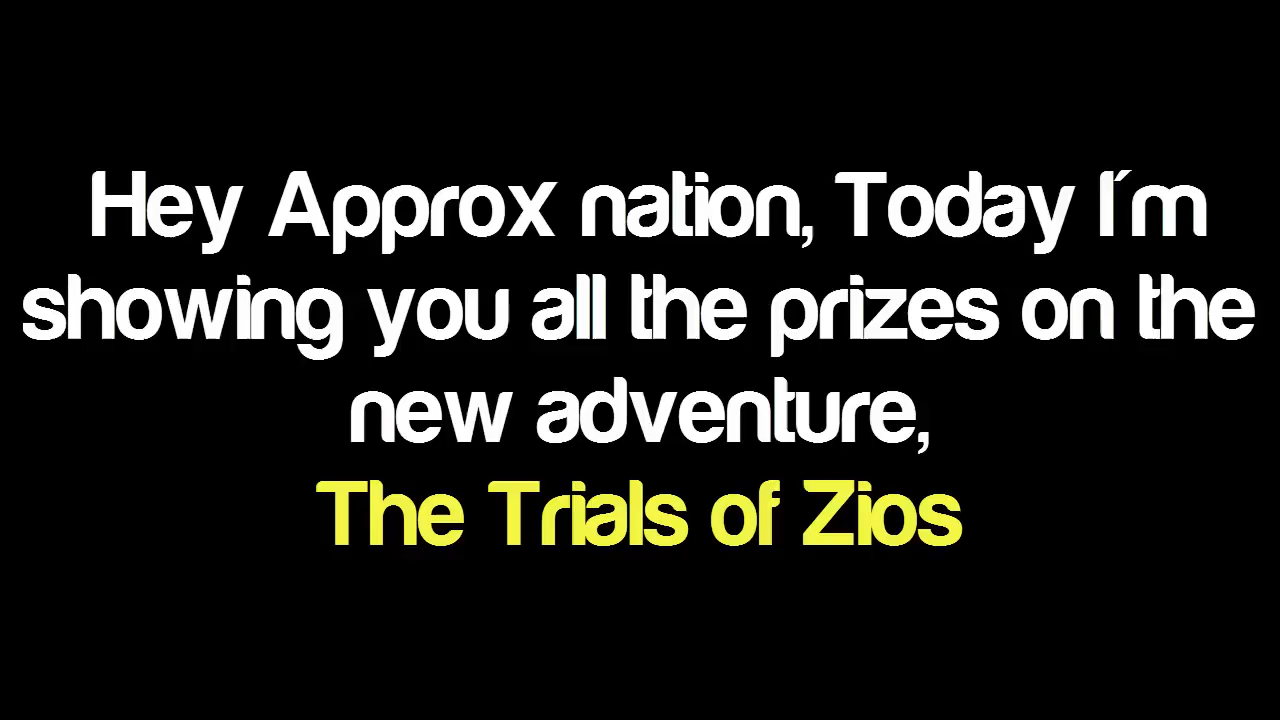 Hey Approx nation, Today I´m
showing you all the prizes on the
new adventure,
The Trials of Zios